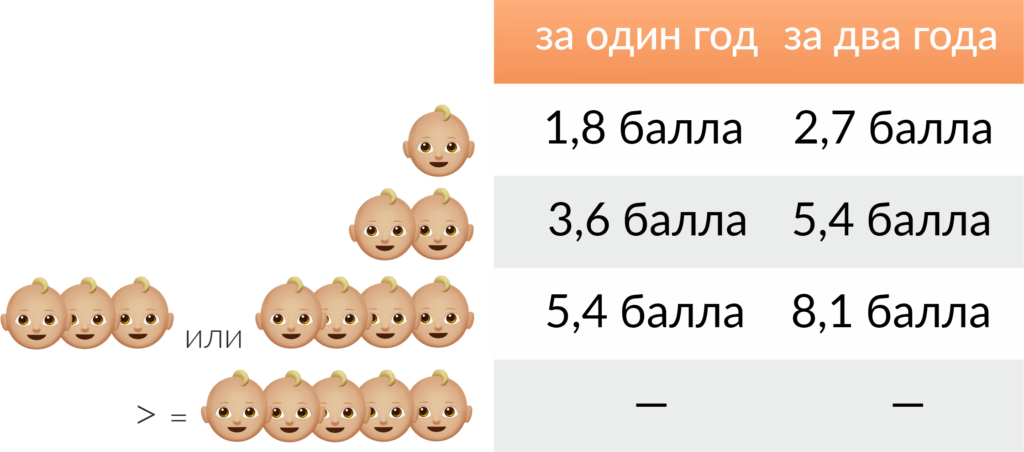 за один год за два года
1,8 балла 2,7 балла
3,6 балла 5,4 балла
или 5,4 балла 8,1 балла
> = — —